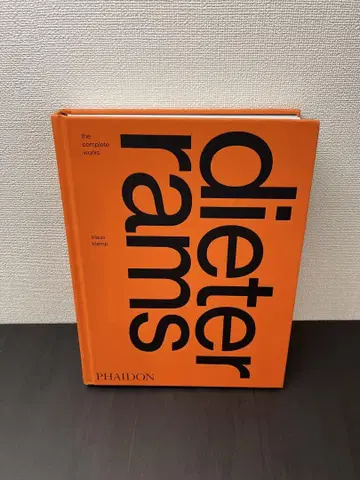 the
complete
works
dieter
rams
klaus
klemp
PHAIDON